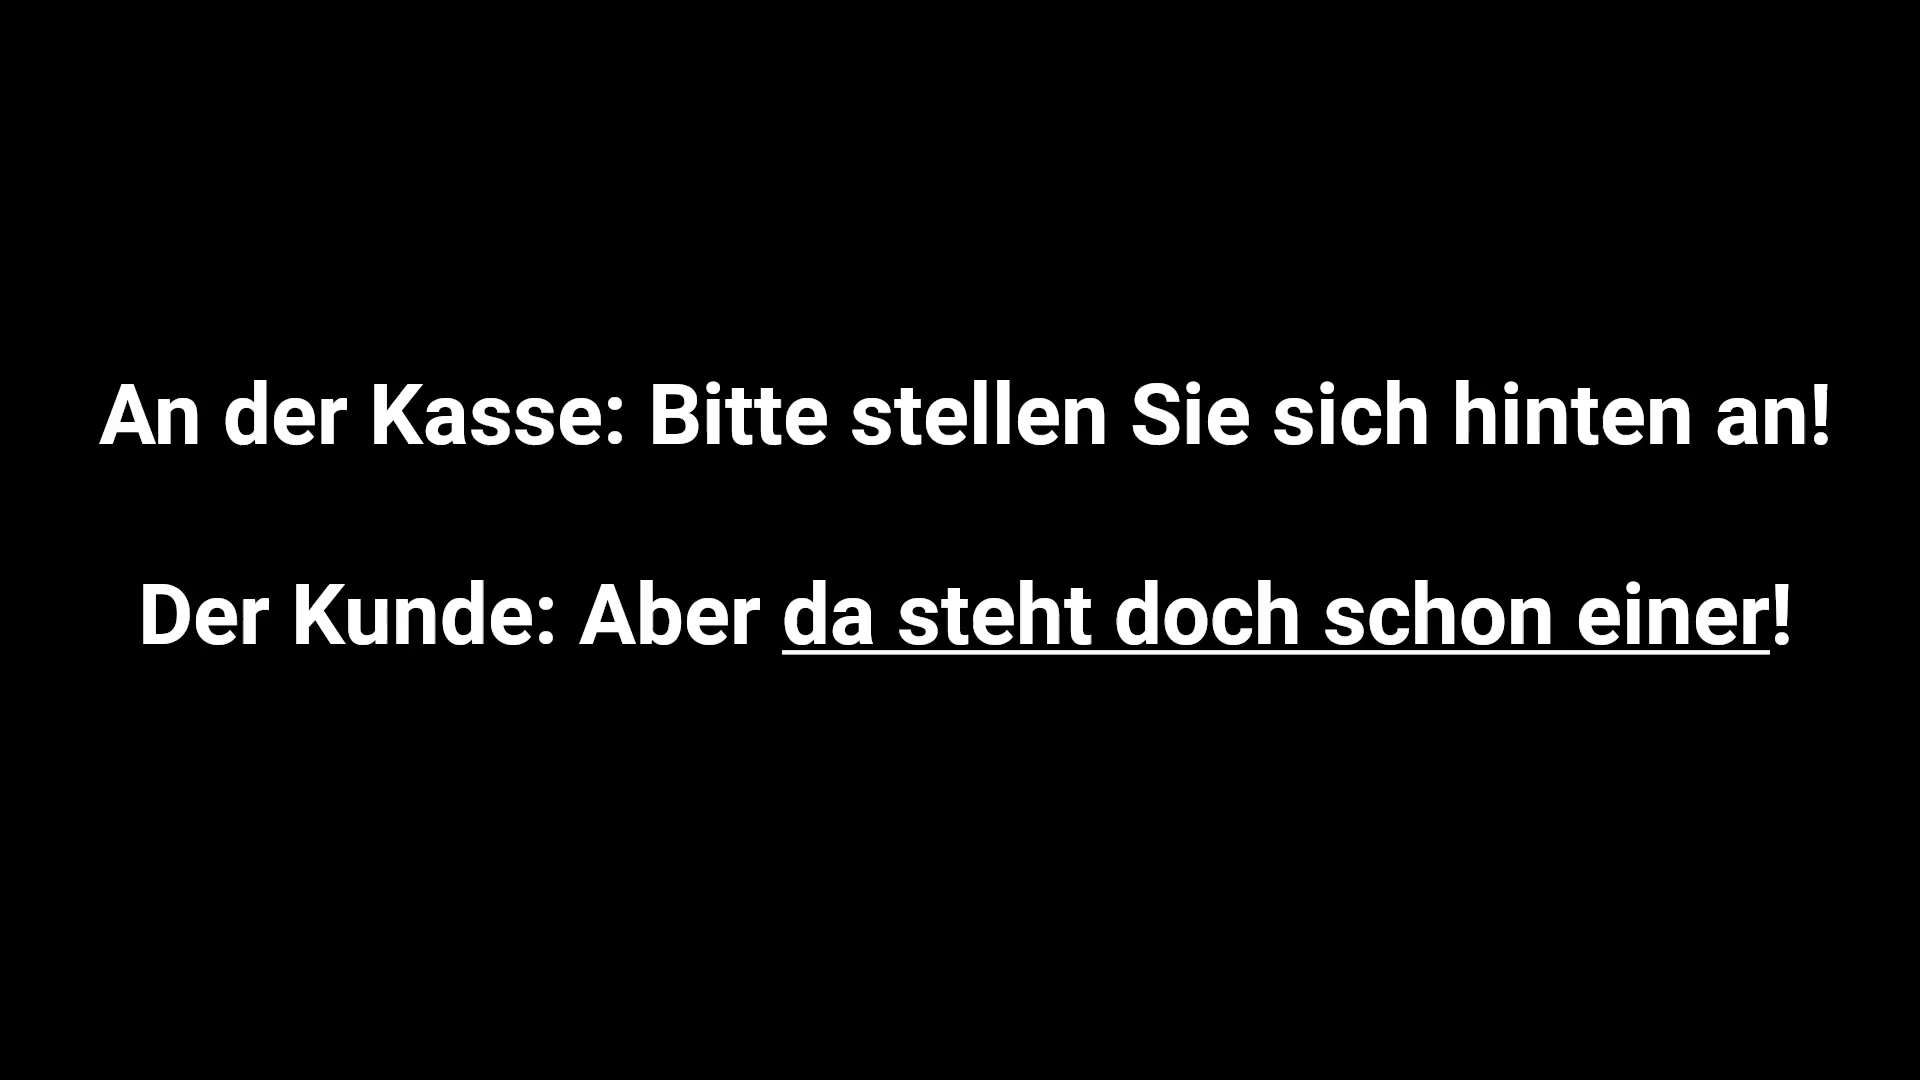 An der Kasse: Bitte stellen Sie sich hinten an!
Der Kunde: Aber da steht doch schon einer!